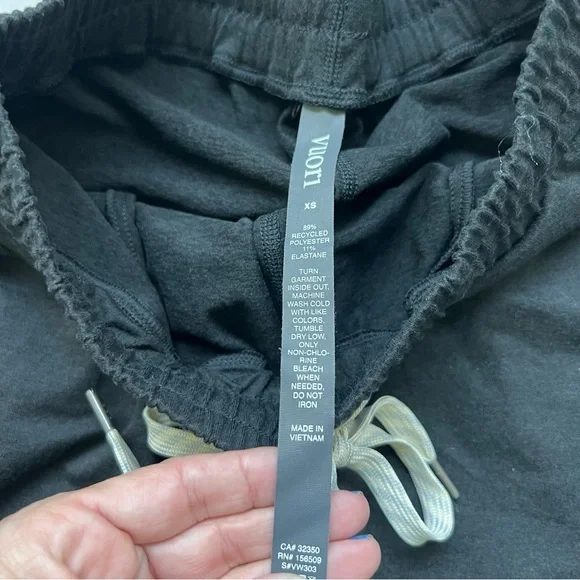 vuori
XS
89%
RECYCLED
POLYESTER
11%
ELASTANE
TURN
GARMENT
INSIDE OUT,
MACHINE
WASH COLD
WITH LIKE
COLORS,
TUMBLE
DRY LOW,
ONLY
NON-CHLO-
RINE
BLEACH
WHEN
NEEDED,
DO NOT
IRON
MADE IN
VIETNAM
CA# 32350
RN# 156509
S#VW303